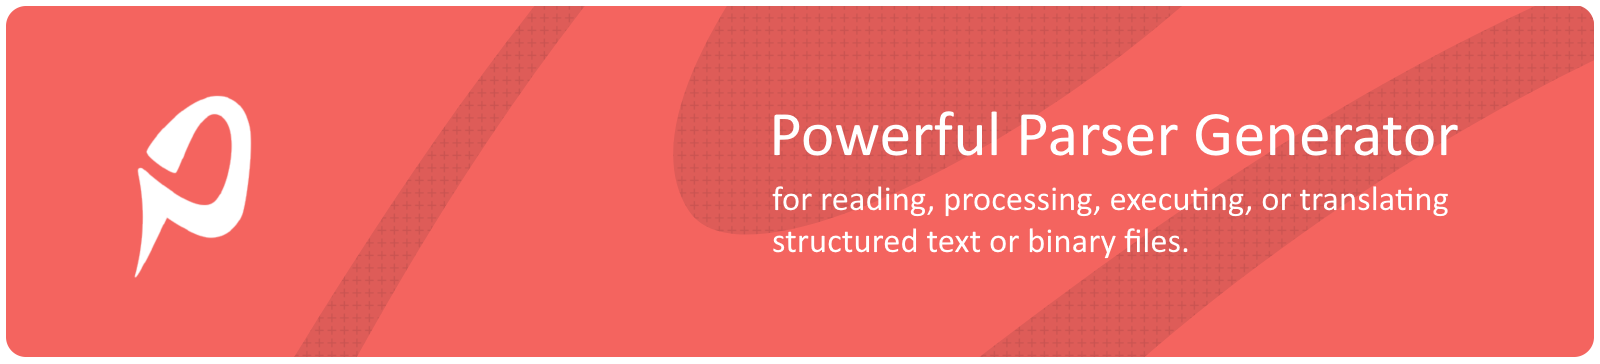 Powerful Parser Generator
for reading, processing, executing, or translating
structured text or binary files.